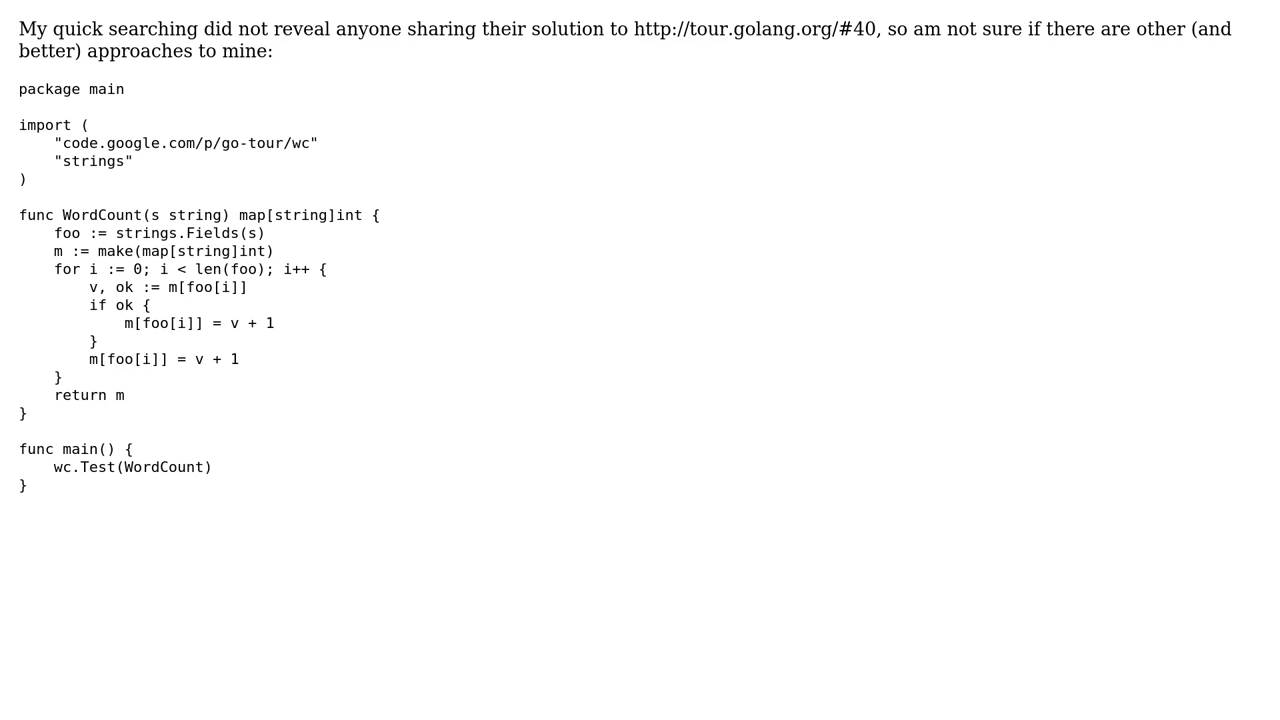 My quick searching did not reveal anyone sharing their solution to http://tour.golang.org/#40, so am not sure if there are other (and
better) approaches to mine:
package main
import (
    "code.google.com/p/go-tour/wc"
    "strings"
)
func WordCount(s string) map[string]int {
    foo := strings.Fields(s)
    m := make(map[string]int)
    for i := 0; i < len(foo); i++ {
        v, ok := m[foo[i]]
        if ok {
            m[foo[i]] = v + 1
        }
        m[foo[i]] = v + 1
    }
    return m
}
func main() {
    wc.Test(WordCount)
}